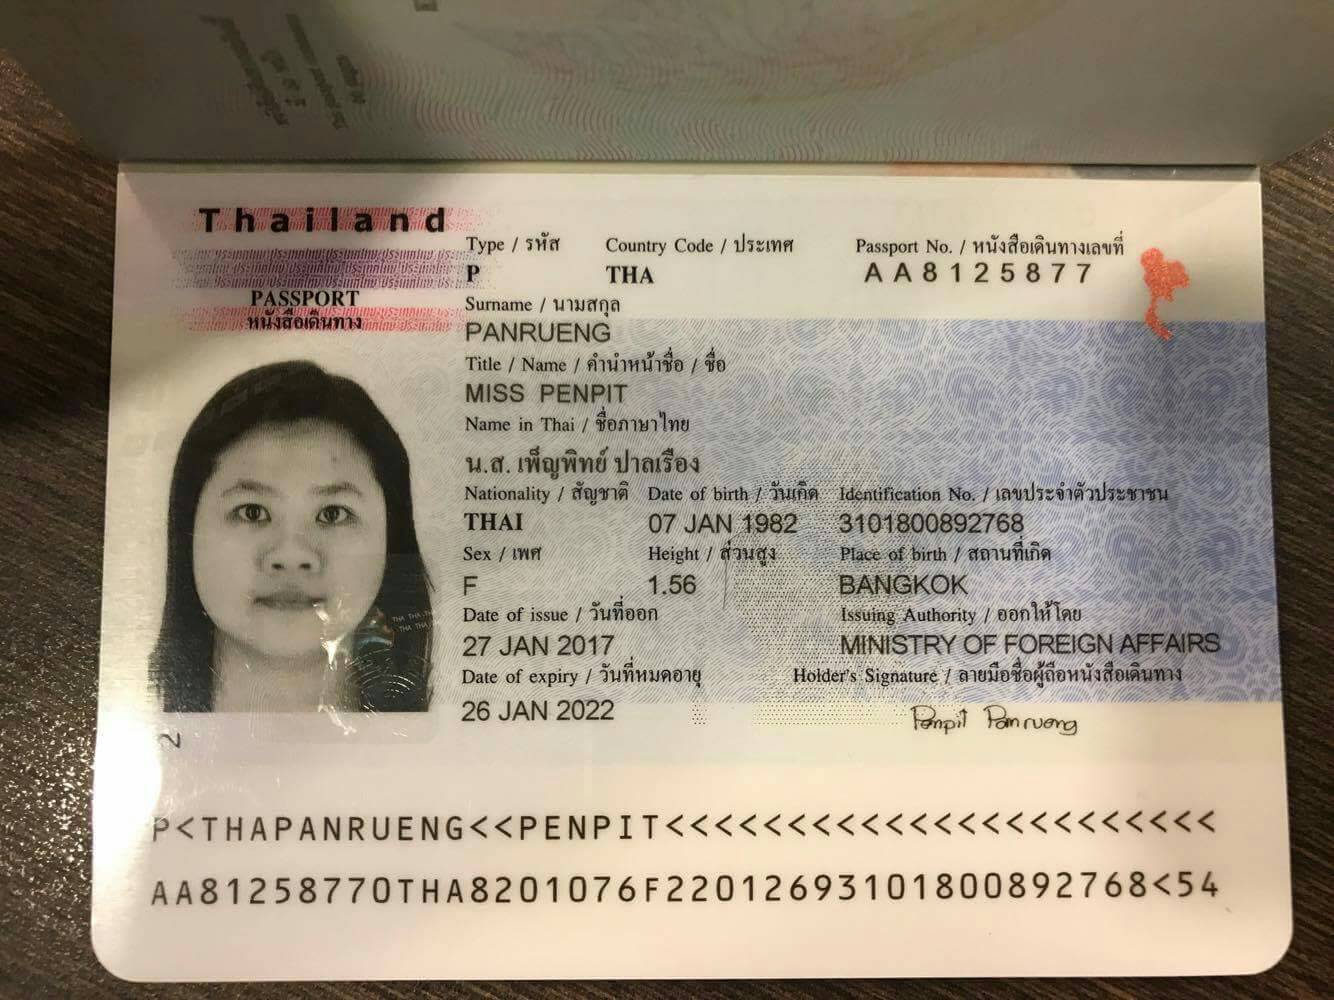 Thailand
PASSPORT
หนังสือเดินทาง
Type / รหัส Country Code / ประเทศ Passport No. / หนังสือเดินทางเลขที่
P THA AA8125877
Surname / นามสกุล
PANRUENG
Title / Name / คำนำหน้าชื่อ / ชื่อ
MISS PENPIT
Name in Thai / ชื่อภาษาไทย
น.ส. เพ็ญพิทย์ ปาลเรือง
Nationality / สัญชาติ Date of birth / วันเกิด Identification No. / เลขประจำตัวประชาชน
THAI 07 JAN 1982 3101800892768
Sex / เพศ Height / ส่วนสูง Place of birth / สถานที่เกิด
F 1.56 BANGKOK
Date of issue / วันที่ออก Issuing Authority / ออกให้โดย
27 JAN 2017 MINISTRY OF FOREIGN AFFAIRS
Date of expiry / วันที่หมดอายุ Holder's Signature / ลายมือชื่อผู้ถือหนังสือเดินทาง
26 JAN 2022 Penpit Panrueng
2
P<THAPANRUENG<<PENPIT<<<<<<<<<<<<<<<<<<<<<<<
AA81258770THA8201076F22012693101800892768<54